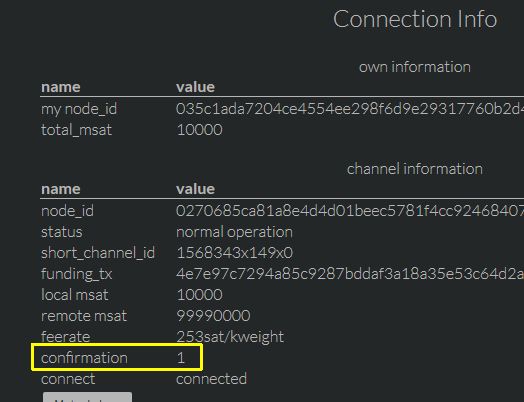 Connection Info
own information
name value
my node_id 035c1ada7204ce4554ee298f6d9e29317760b2d4
total_msat 10000
channel information
name value
node_id 0270685ca81a8e4d4d01beec5781f4cc92468407
status normal operation
short_channel_id 1568343x149x0
funding_tx 4e7e97c7294a85c9287bddaf3a18a35e53c64d2a
local msat 10000
remote msat 99990000
feerate 253sat/kweight
confirmation 1
connect connected